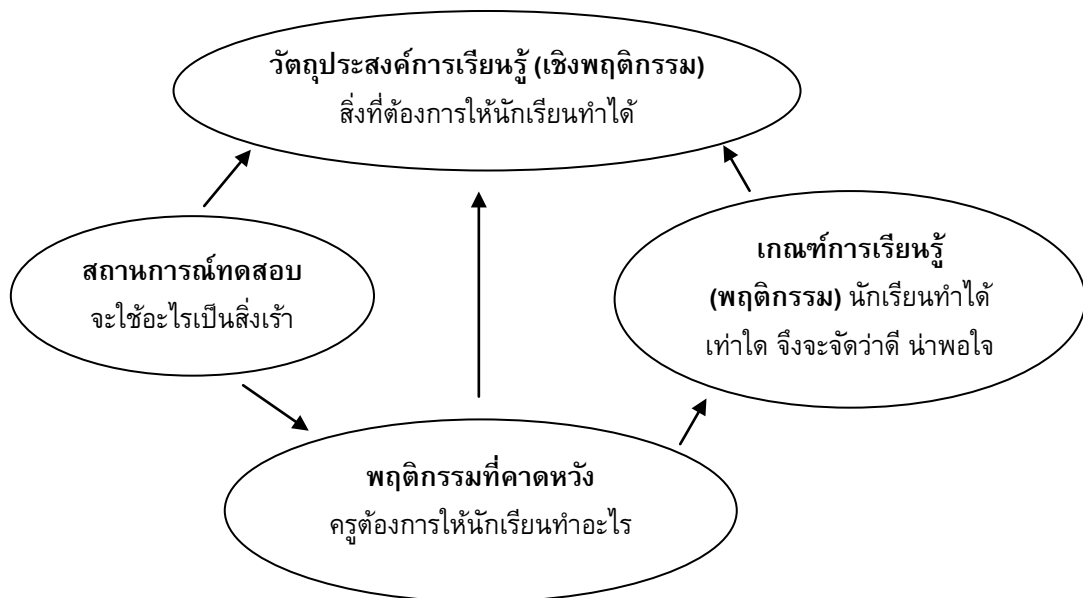 วัตถุประสงค์การเรียนรู้ (เชิงพฤติกรรม)
สิ่งที่ต้องการให้นักเรียนทำได้
สถานการณ์ทดสอบ
จะใช้อะไรเป็นสิ่งเร้า
เกณฑ์การเรียนรู้
(พฤติกรรม) นักเรียนทำได้
เท่าใด จึงจะจัดว่าดี น่าพอใจ
พฤติกรรมที่คาดหวัง
ครูต้องการให้นักเรียนทำอะไร